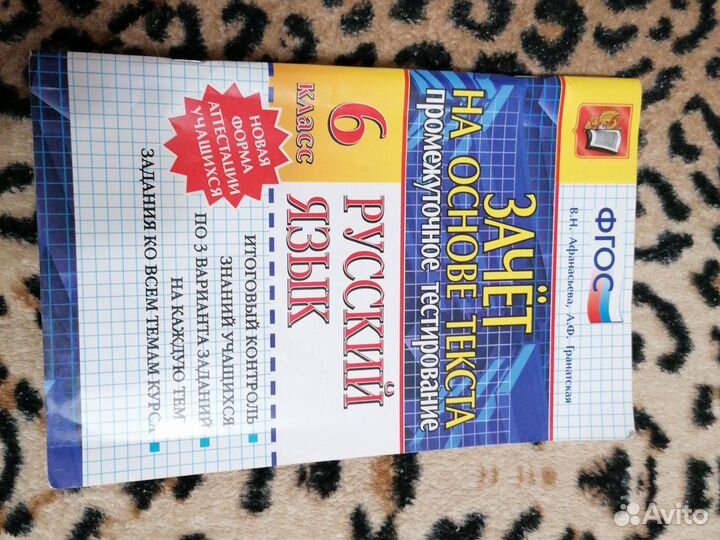 ФГОС
В.Н. Афанасьева, А.Ф. Гранатская
ЗАЧЁТ
НА ОСНОВЕ ТЕКСТА
промежуточное тестирование
6
класс
РУССКИЙ
ЯЗЫК
НОВАЯ
ФОРМА
АТТЕСТАЦИИ
УЧАЩИХСЯ
ИТОГОВЫЙ КОНТРОЛЬ
ЗНАНИЙ УЧАЩИХСЯ
ПО 3 ВАРИАНТА ЗАДАНИЙ
НА КАЖДУЮ ТЕМУ
ЗАДАНИЯ КО ВСЕМ ТЕМАМ КУРСА
Avito